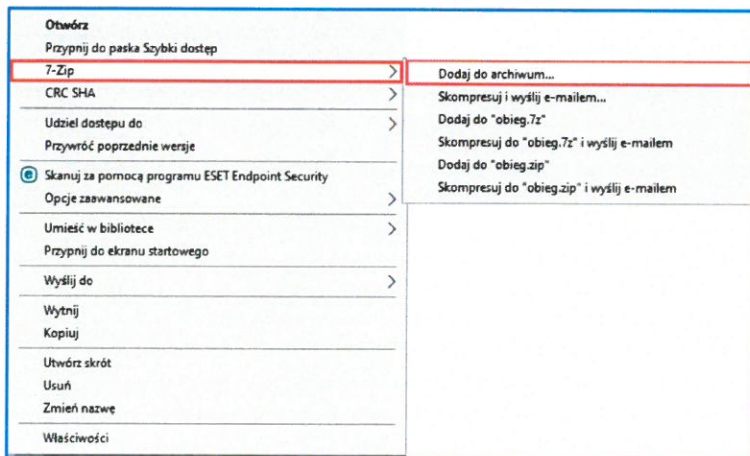 Otwórz
Przypnij do paska Szybki dostęp
7-Zip
CRC SHA
Udziel dostępu do
Przywróć poprzednie wersje
Skanuj za pomocą programu ESET Endpoint Security
Opcje zaawansowane
Umieść w bibliotece
Przypnij do ekranu startowego
Wyślij do
Wytnij
Kopiuj
Utwórz skrót
Usuń
Zmień nazwę
Właściwości
Dodaj do archiwum...
Skompresuj i wyślij e-mailem...
Dodaj do "obieg.7z"
Skompresuj do "obieg.7z" i wyślij e-mailem
Dodaj do "obieg.zip"
Skompresuj do "obieg.zip" i wyślij e-mailem